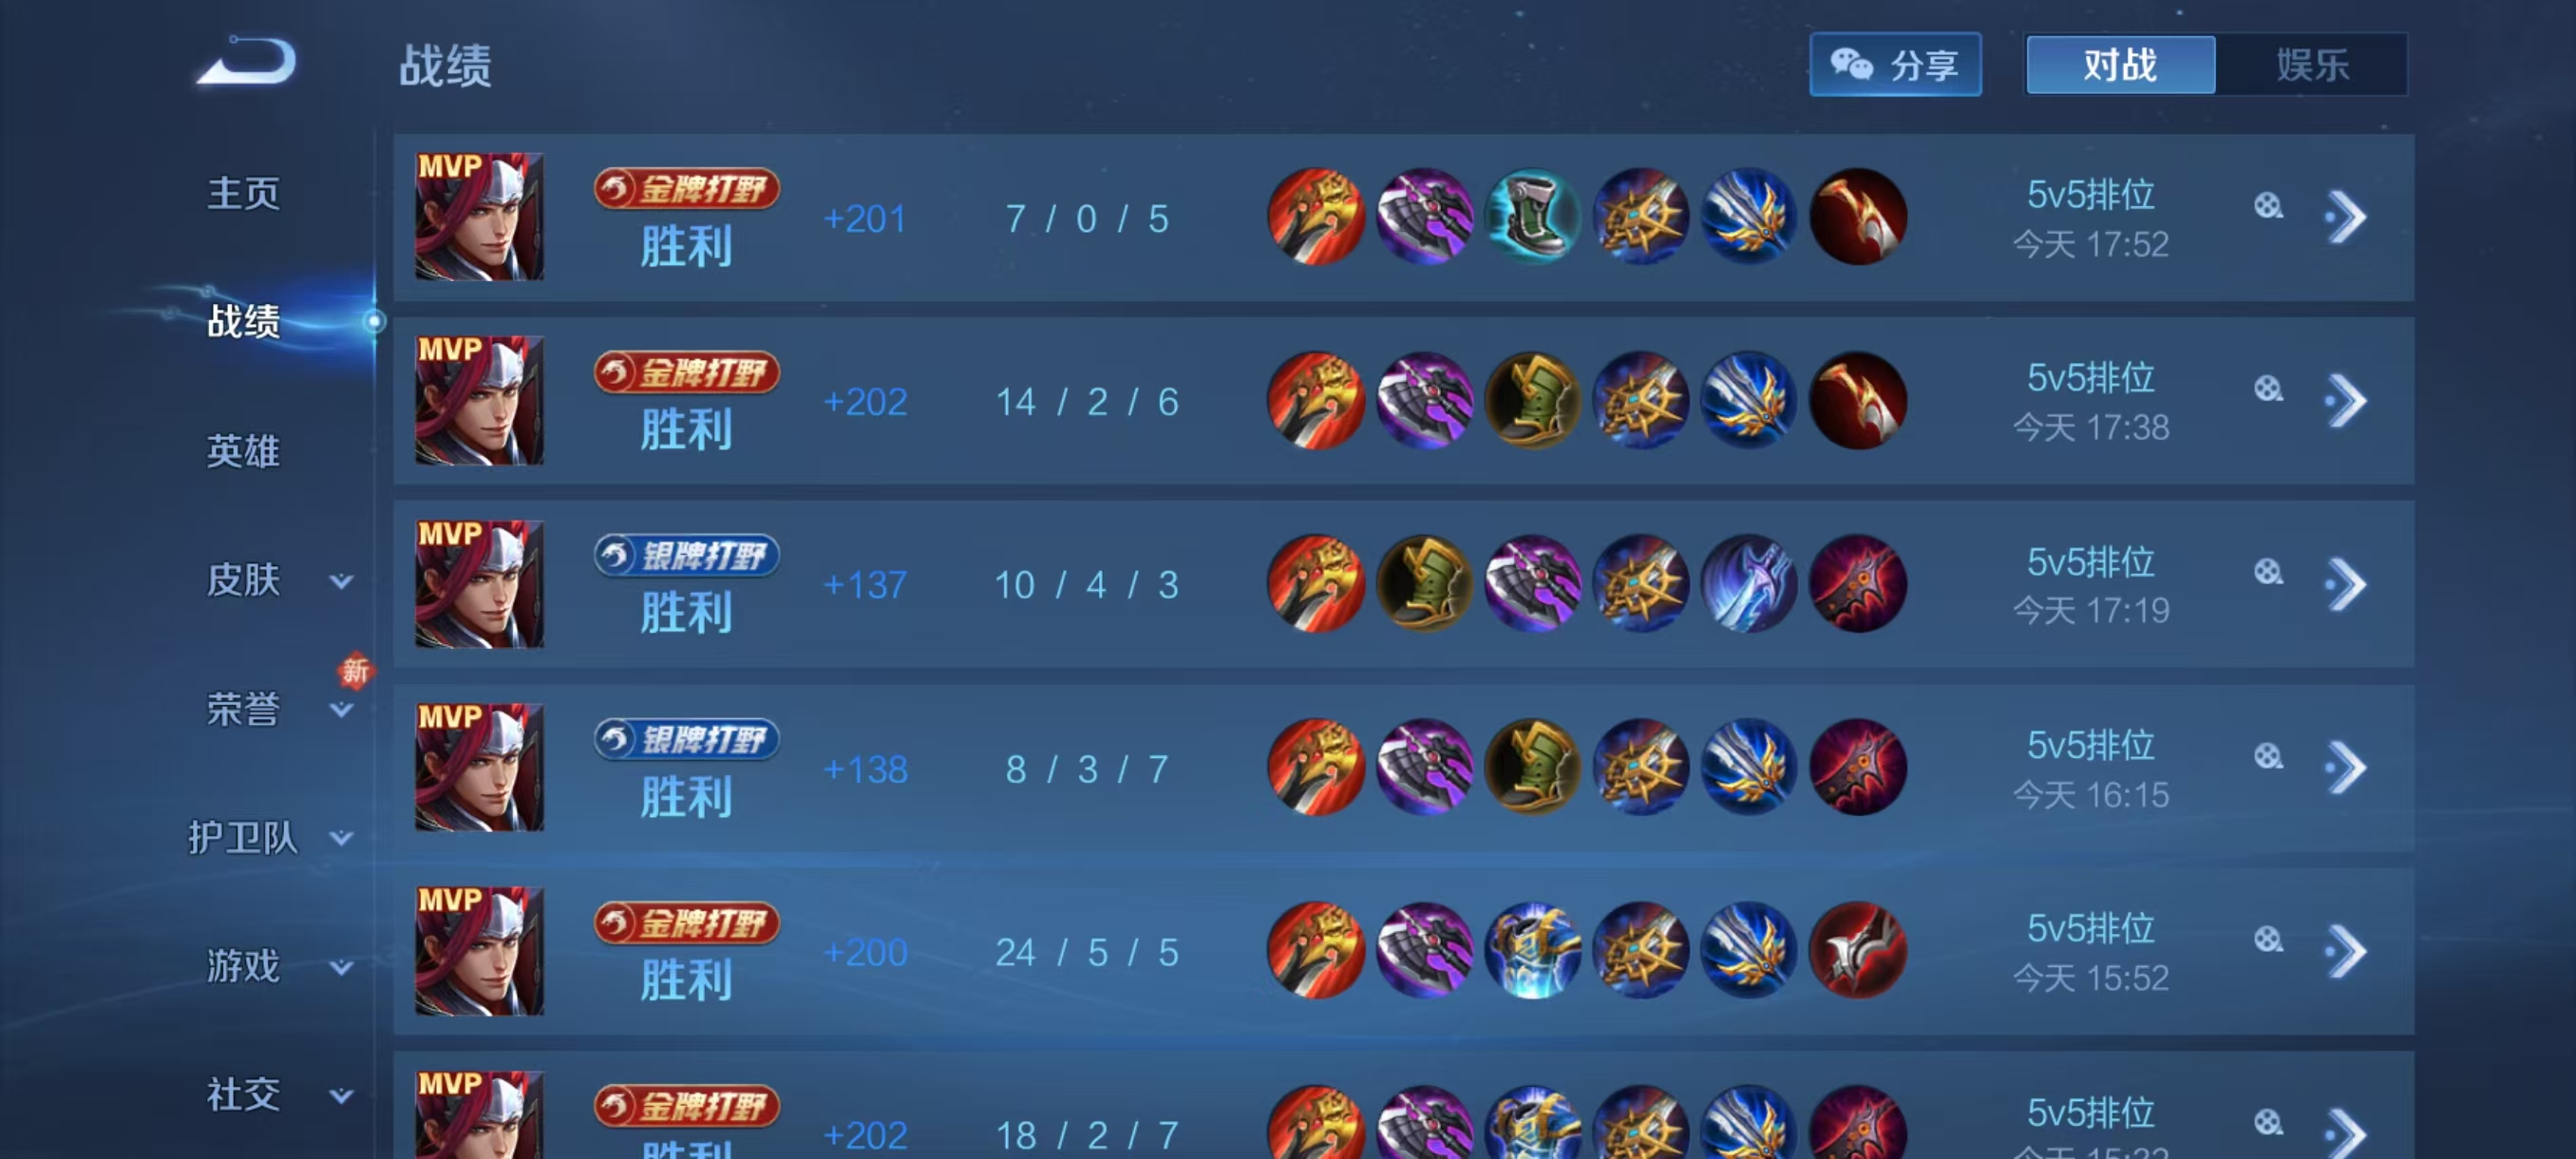 战绩
分享
对战
娱乐
主页
战绩
英雄
皮肤
新
荣誉
护卫队
游戏
社交
MVP
金牌打野
胜利
+201
7 / 0 / 5
5v5排位
今天 17:52
MVP
金牌打野
胜利
+202
14 / 2 / 6
5v5排位
今天 17:38
MVP
银牌打野
胜利
+137
10 / 4 / 3
5v5排位
今天 17:19
MVP
银牌打野
胜利
+138
8 / 3 / 7
5v5排位
今天 16:15
MVP
金牌打野
胜利
+200
24 / 5 / 5
5v5排位
今天 15:52
MVP
金牌打野
胜利
+202
18 / 2 / 7
5v5排位